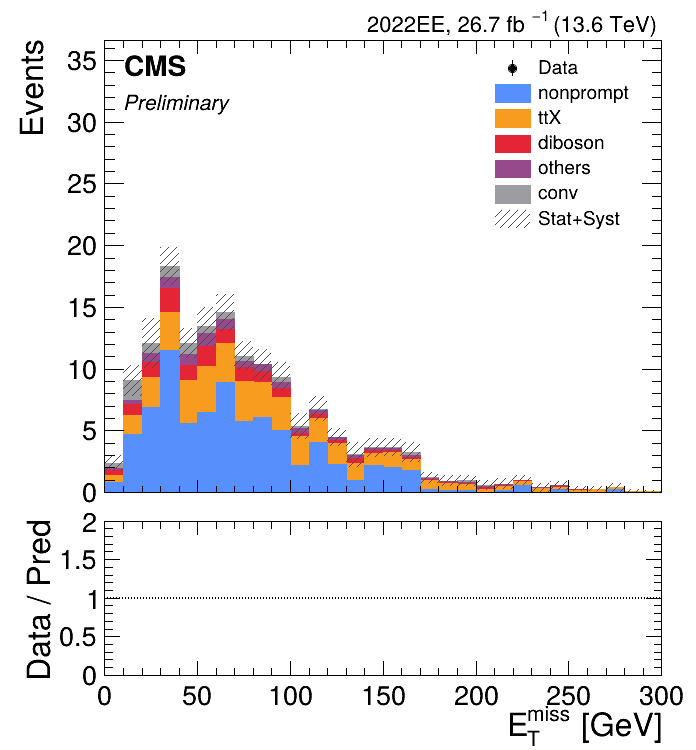 2022EE, 26.7 fb⁻¹ (13.6 TeV)
CMS
Preliminary
Events
35
30
25
20
15
10
5
0
Data
nonprompt
ttX
diboson
others
conv
Stat+Syst
Data / Pred
2
1.5
1
0.5
0
0 50 100 150 200 250 300
E_T^miss [GeV]